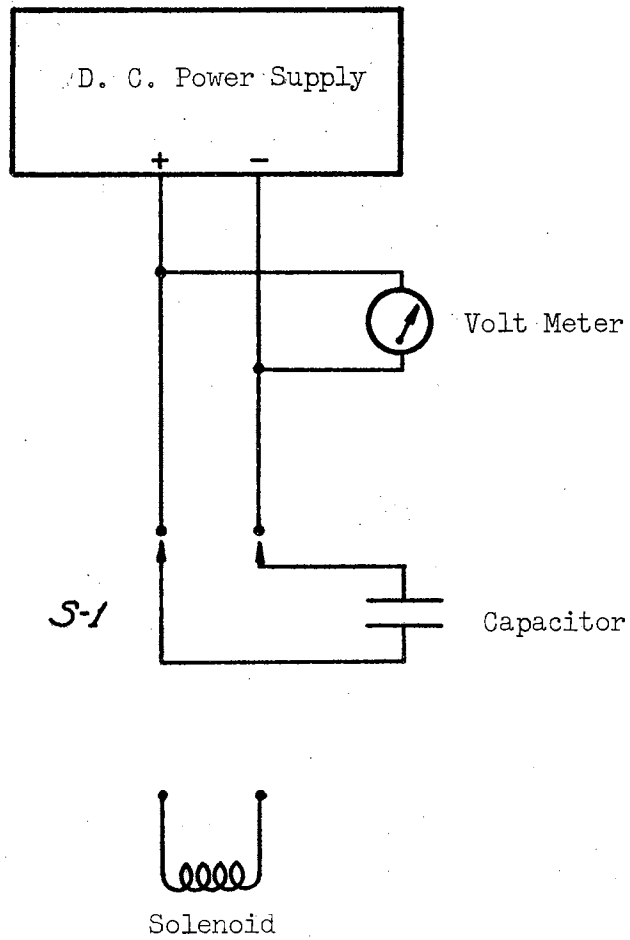 D. C. Power Supply
+ -
Volt Meter
S-1
Capacitor
Solenoid